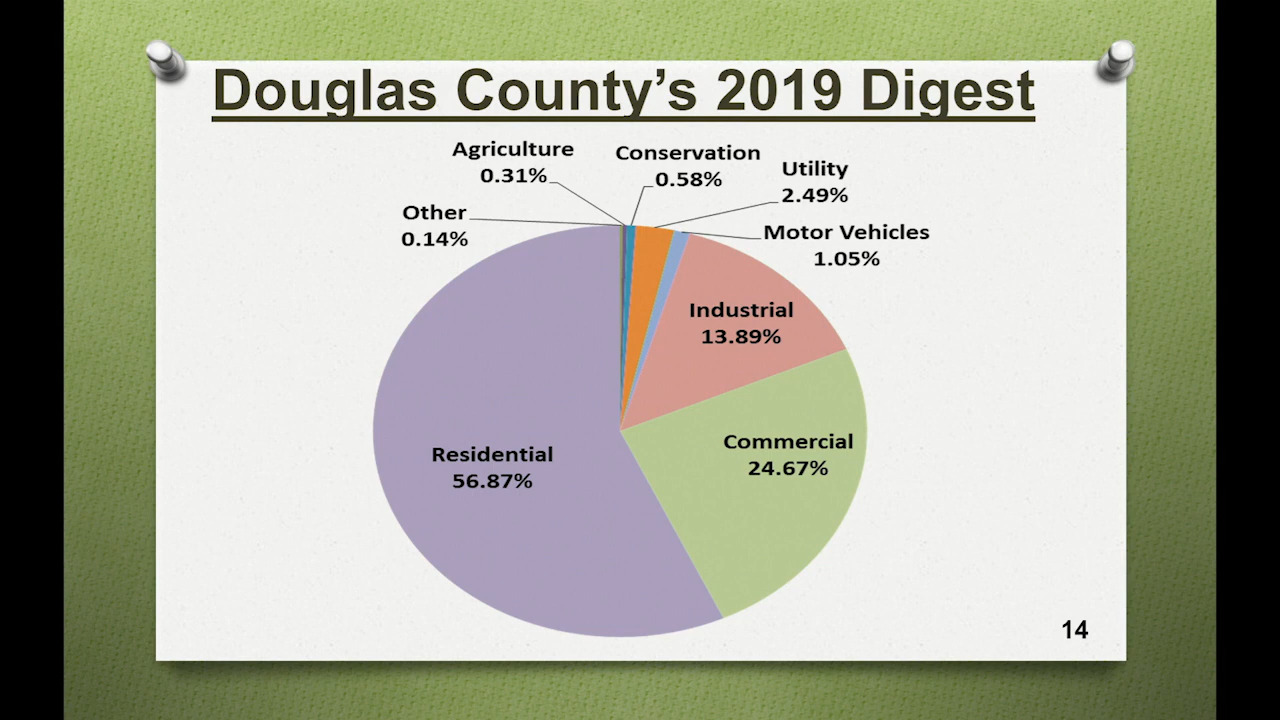 Douglas County’s 2019 Digest
Agriculture
0.31%
Conservation
0.58%
Utility
2.49%
Other
0.14%
Motor Vehicles
1.05%
Industrial
13.89%
Commercial
24.67%
Residential
56.87%
14